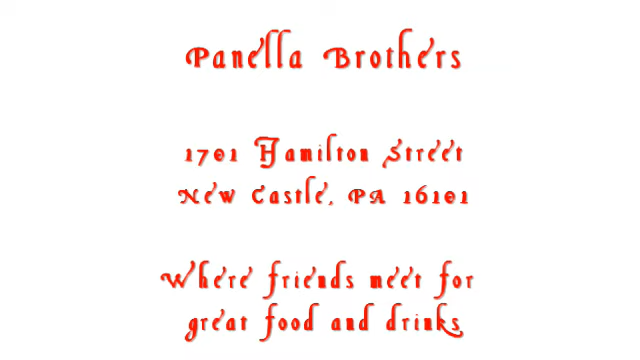 Panella Brothers
1701 Hamilton Street
New Castle, PA 16101
Where friends meet for
great food and drinks